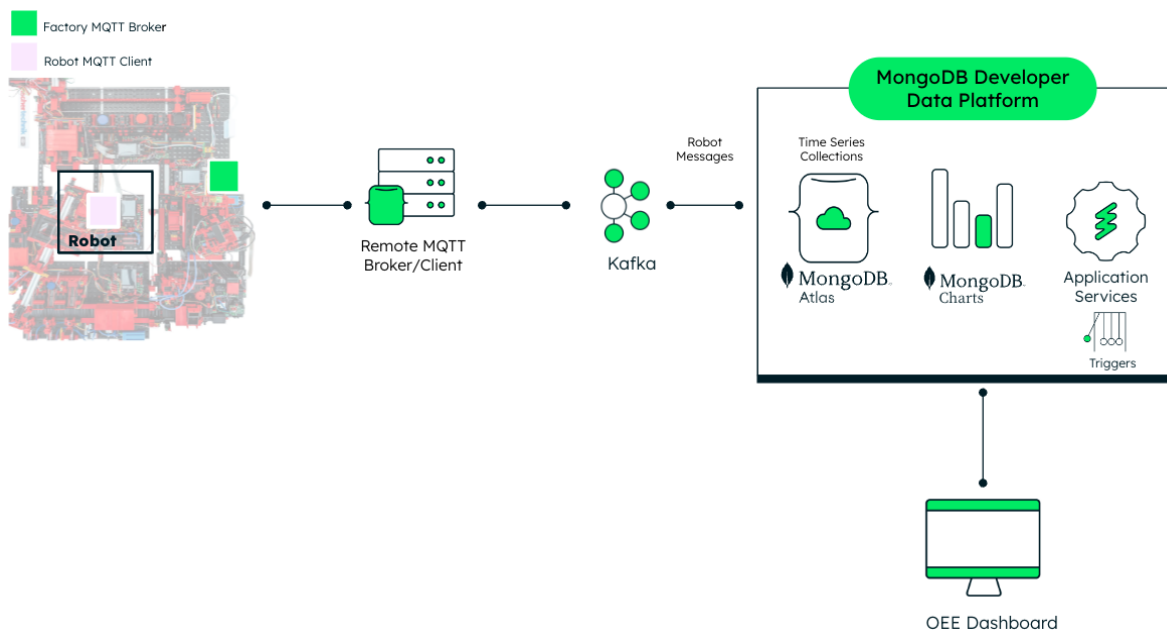 Factory MQTT Broker
Robot MQTT Client
Robot
Remote MQTT
Broker/Client
Kafka
Robot
Messages
MongoDB Developer
Data Platform
Time Series
Collections
MongoDB.
Atlas
MongoDB.
Charts
Application
Services
Triggers
OEE Dashboard